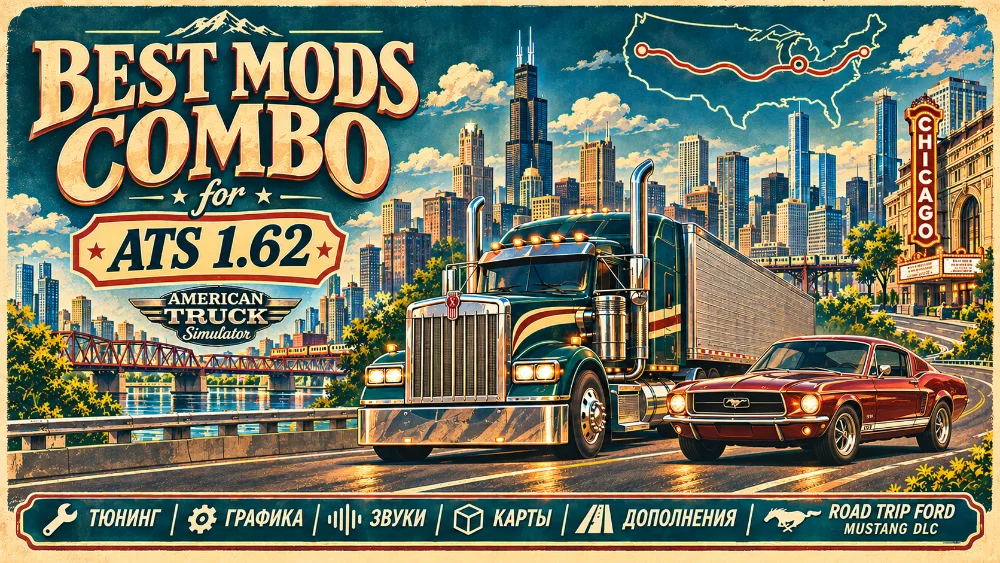 BEST MODS
COMBO
for
ATS 1.62
AMERICAN
TRUCK
Simulator
CHICAGO
ТЮНИНГ
ГРАФИКА
ЗВУКИ
КАРТЫ
ДОПОЛНЕНИЯ
ROAD TRIP FORD
MUSTANG DLC